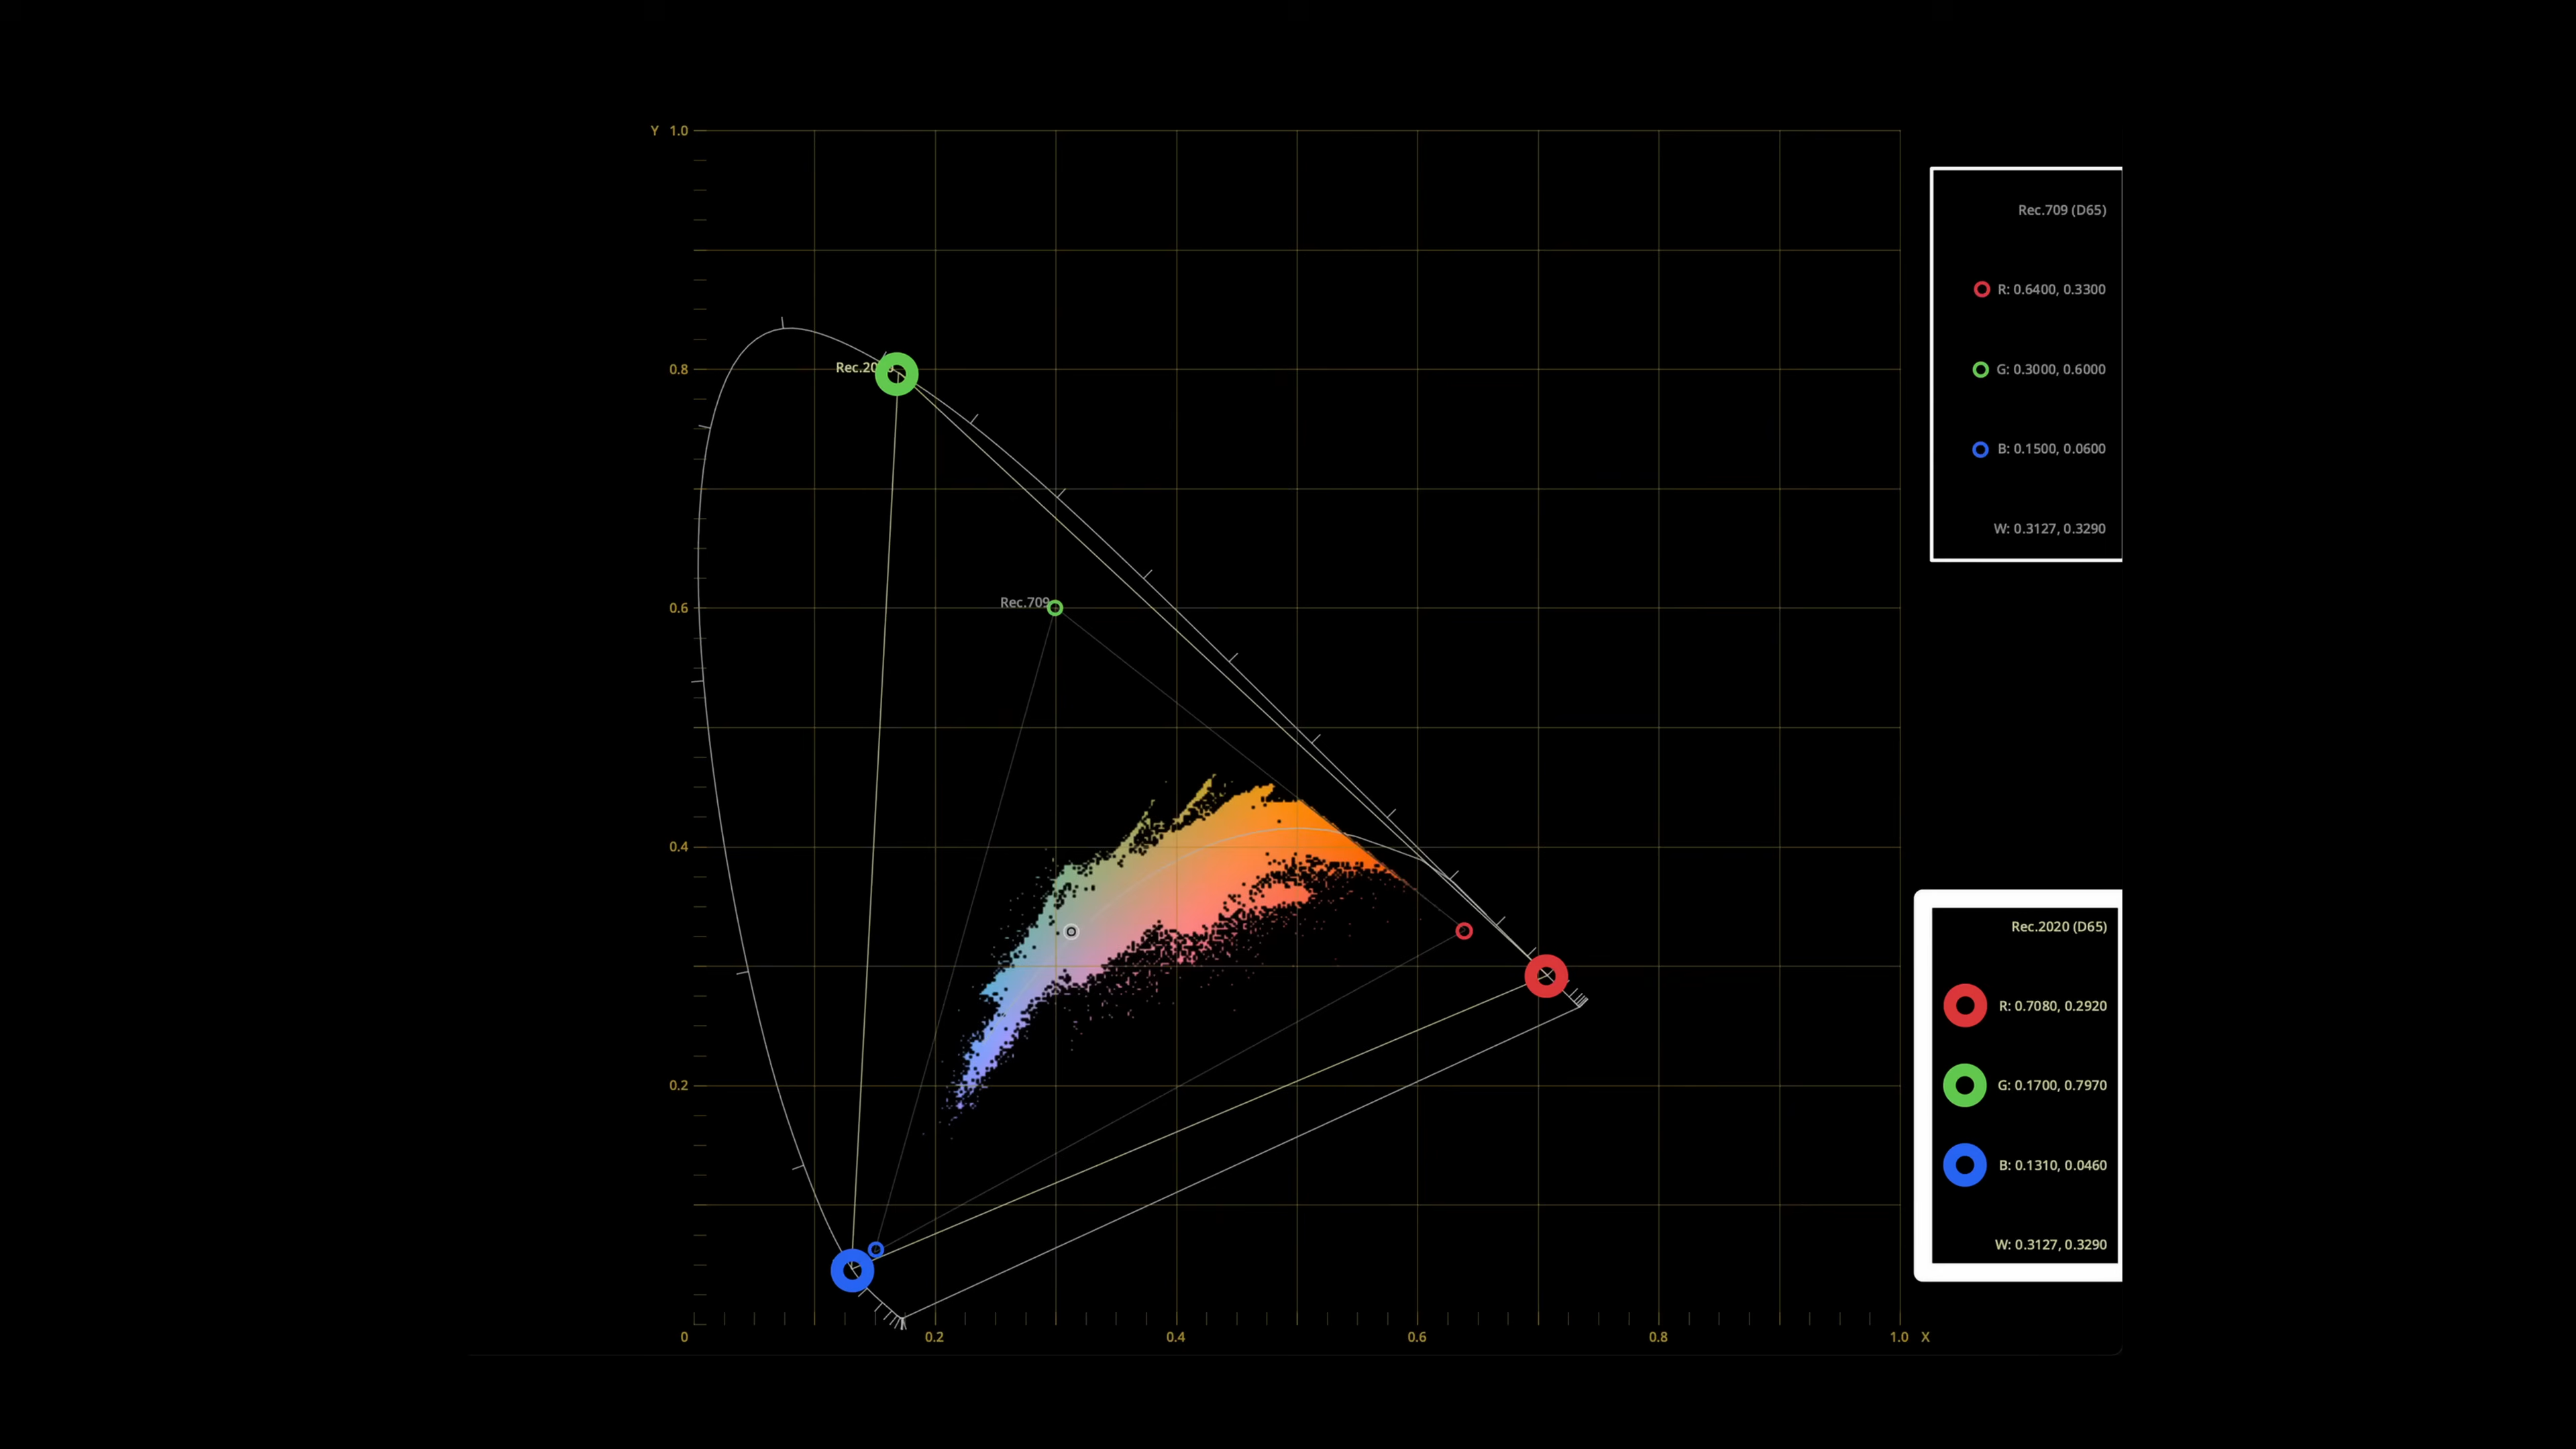 Y 1.0
Rec.709 (D65)
R: 0.6400, 0.3300
G: 0.3000, 0.6000
B: 0.1500, 0.0600
W: 0.3127, 0.3290
0.8
Rec.20
0.6
Rec.709
0.4
0.2
Rec.2020 (D65)
R: 0.7080, 0.2920
G: 0.1700, 0.7970
B: 0.1310, 0.0460
W: 0.3127, 0.3290
0 0.2 0.4 0.6 0.8 1.0 X